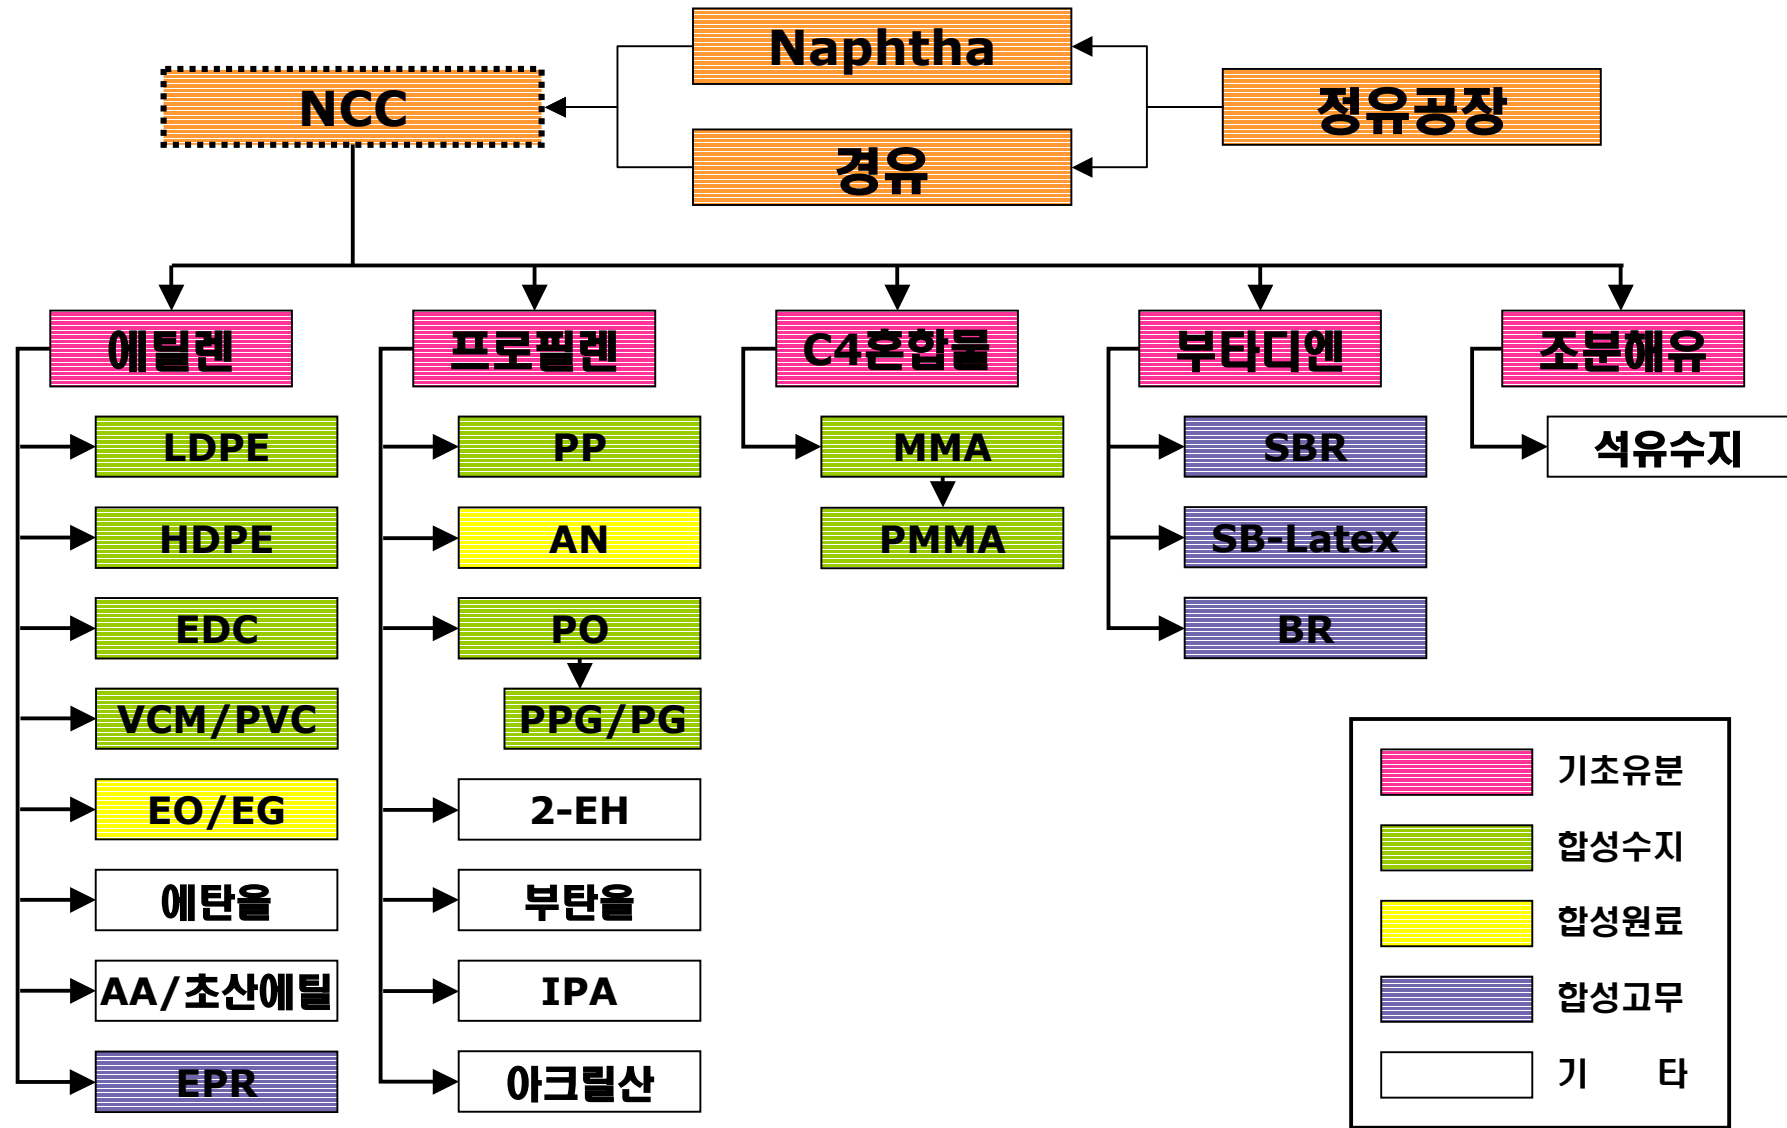 Naphtha
NCC
정유공장
경유
에틸렌
프로필렌
C4혼합물
부타디엔
조분해유
LDPE
PP
MMA
SBR
석유수지
HDPE
AN
PMMA
SB-Latex
EDC
PO
BR
VCM/PVC
PPG/PG
EO/EG
2-EH
에탄올
부탄올
AA/초산에틸
IPA
EPR
아크릴산
기초유분
합성수지
합성원료
합성고무
기 타